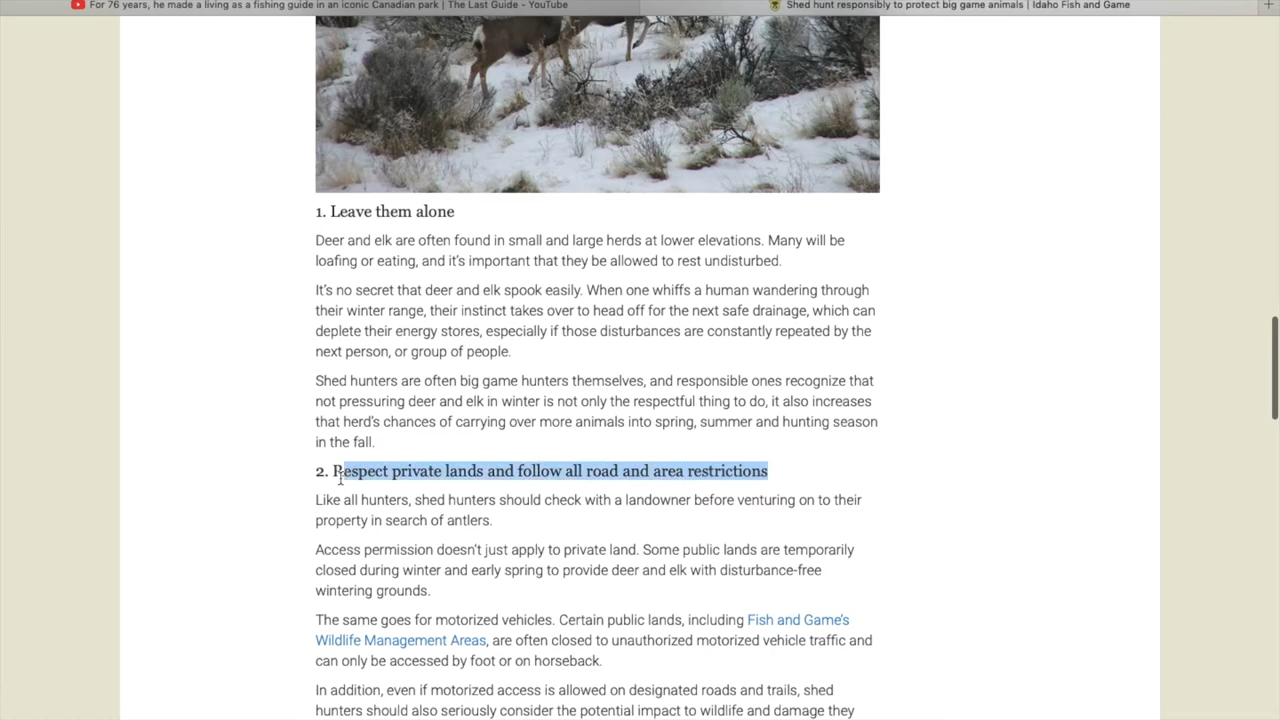 For 76 years, he made a living as a fishing guide in an iconic Canadian park | The Last Guide - YouTube
Shed hunt responsibly to protect big game animals | Idaho Fish and Game
1. Leave them alone
Deer and elk are often found in small and large herds at lower elevations. Many will be
loafing or eating, and it's important that they be allowed to rest undisturbed.
It's no secret that deer and elk spook easily. When one whiffs a human wandering through
their winter range, their instinct takes over to head off for the next safe drainage, which can
deplete their energy stores, especially if those disturbances are constantly repeated by the
next person, or group of people.
Shed hunters are often big game hunters themselves, and responsible ones recognize that
not pressuring deer and elk in winter is not only the respectful thing to do, it also increases
that herd's chances of carrying over more animals into spring, summer and hunting season
in the fall.
2. Respect private lands and follow all road and area restrictions
Like all hunters, shed hunters should check with a landowner before venturing on to their
property in search of antlers.
Access permission doesn't just apply to private land. Some public lands are temporarily
closed during winter and early spring to provide deer and elk with disturbance-free
wintering grounds.
The same goes for motorized vehicles. Certain public lands, including Fish and Game's
Wildlife Management Areas, are often closed to unauthorized motorized vehicle traffic and
can only be accessed by foot or on horseback.
In addition, even if motorized access is allowed on designated roads and trails, shed
hunters should also seriously consider the potential impact to wildlife and damage they